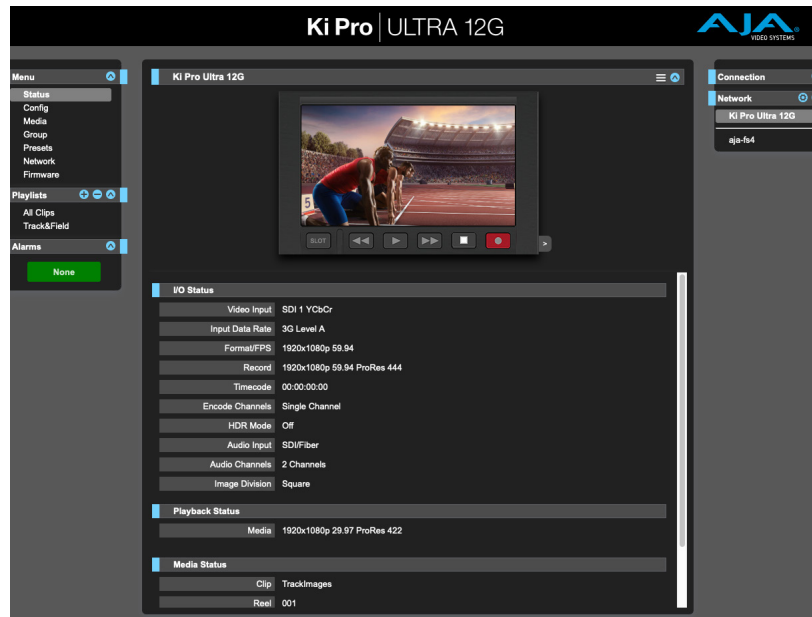 Ki Pro ULTRA 12G
AJA
VIDEO SYSTEMS
Menu
Status
Config
Media
Group
Presets
Network
Firmware
Playlists
All Clips
Track&Field
Alarms
None
Ki Pro Ultra 12G
5
SLOT
>
I/O Status
Video Input SDI 1 YCbCr
Input Data Rate 3G Level A
Format/FPS 1920x1080p 59.94
Record 1920x1080p 59.94 ProRes 444
Timecode 00:00:00:00
Encode Channels Single Channel
HDR Mode Off
Audio Input SDI/Fiber
Audio Channels 2 Channels
Image Division Square
Playback Status
Media 1920x1080p 29.97 ProRes 422
Media Status
Clip TrackImages
Reel 001
Connection
Network
Ki Pro Ultra 12G
aja-fs4